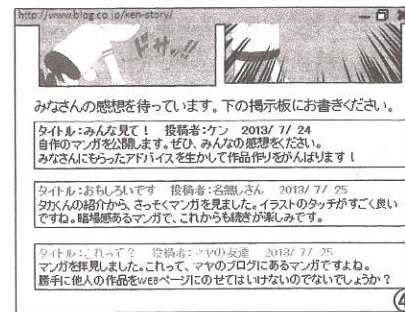 http://www.blog.co.jp/ken-story/
ドサッ!!
みなさんの感想を待っています。下の掲示板にお書きください。
タイトル：みんな見て！ 投稿者：ケン 2013/ 7/ 24
自作のマンガを公開します。ぜひ、みんなの感想をください。
みなさんにもらったアドバイスを生かして作品作りをがんばります！
タイトル：おもしろいです 投稿者：名無しさん 2013/ 7/ 25
タカくんの紹介から、さっそくマンガを見ました。イラストのタッチがすごく良い
ですね。臨場感あるマンガで、これからも続きが楽しみです。
タイトル：これって？ 投稿者：マヤの友達 2013/ 7/ 25
マンガを拝見しました。これって、マヤのブログにあるマンガですよね。
勝手に他人の作品をWEBページにのせてはいけないのでないでしょうか？
④